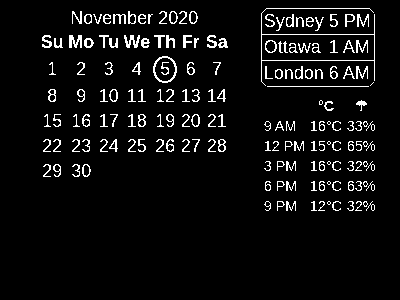 November 2020
Su Mo Tu We Th Fr Sa
1 2 3 4 5 6 7
8 9 10 11 12 13 14
15 16 17 18 19 20 21
22 23 24 25 26 27 28
29 30
Sydney 5 PM
Ottawa 1 AM
London 6 AM
°C ☂
9 AM 16°C 33%
12 PM 15°C 65%
3 PM 16°C 32%
6 PM 16°C 63%
9 PM 12°C 32%